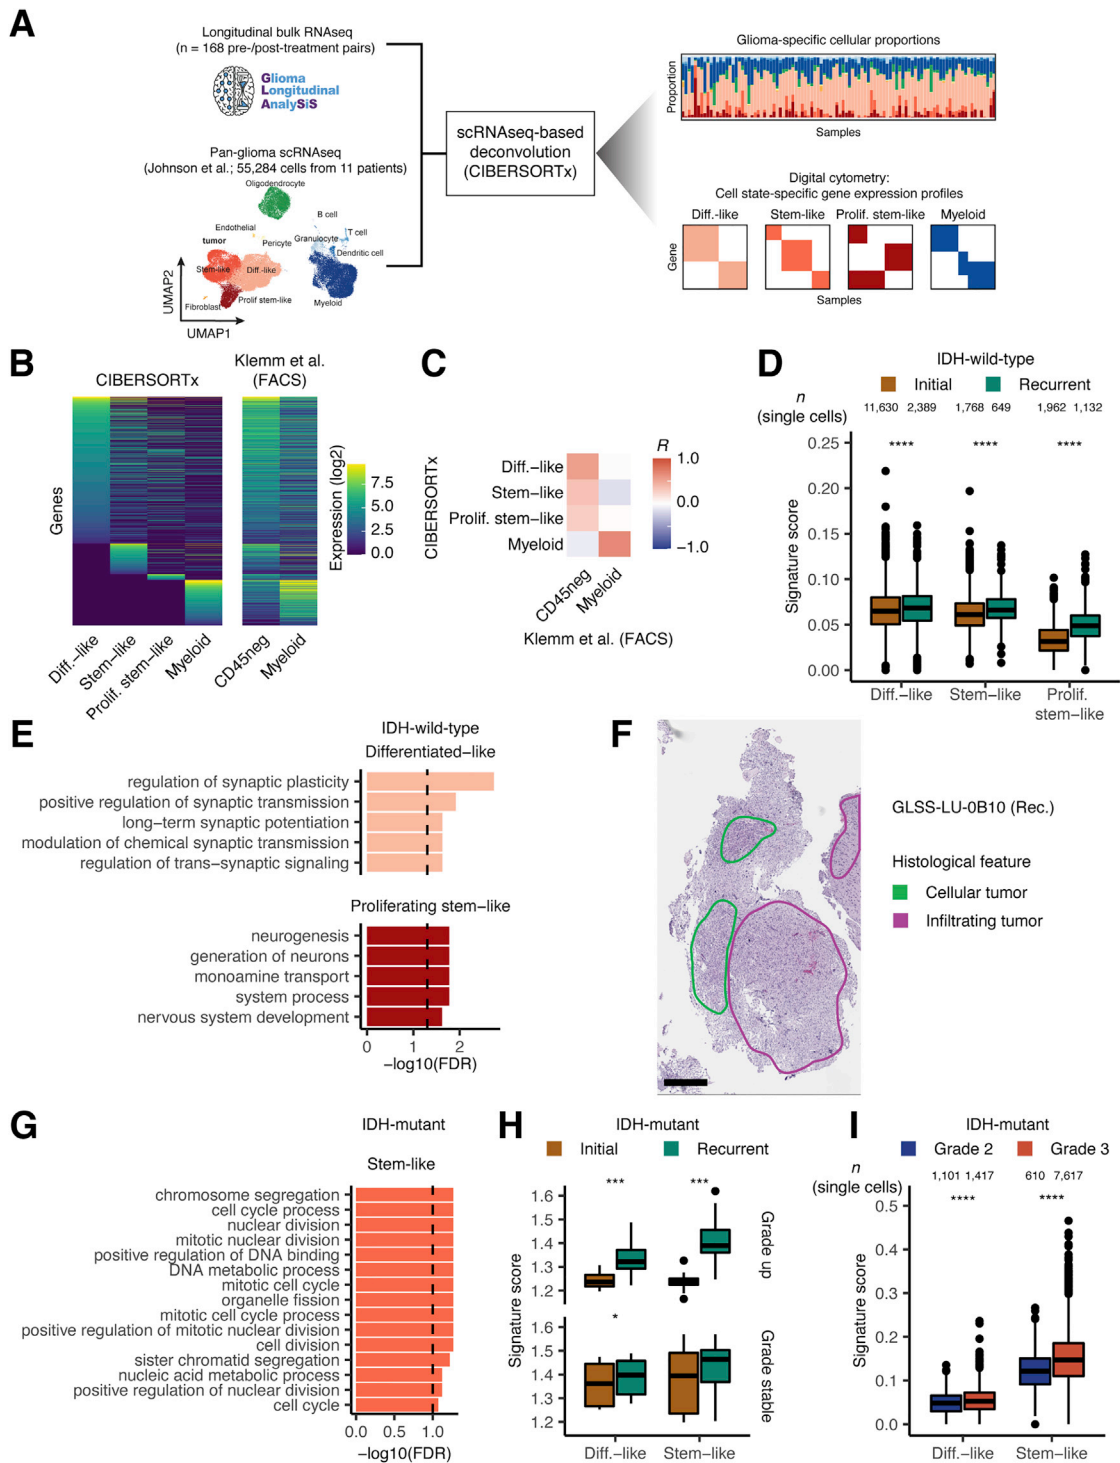 A
Longitudinal bulk RNAseq
(n = 168 pre-/post-treatment pairs)
Glioma
Longitudinal
AnalySiS
Pan-glioma scRNAseq
(Johnson et al.; 55,284 cells from 11 patients)
Oligodendrocyte
B cell
Endothelial
T cell
tumor
Pericyte
Granulocyte
Dendritic cell
Stem-like
Diff.-like
Fibroblast
Prolif stem-like
Myeloid
UMAP2
UMAP1
scRNAseq-based
deconvolution
(CIBERSORTx)
Glioma-specific cellular proportions
Proportion
Samples
Digital cytometry:
Cell state-specific gene expression profiles
Diff.-like
Stem-like
Prolif. stem-like
Myeloid
Gene
Samples
B
CIBERSORTx
Klemm et al.
(FACS)
Genes
Expression (log2)
7.5
5.0
2.5
0.0
Diff.-like
Stem-like
Prolif. stem-like
Myeloid
CD45neg
Myeloid
C
CIBERSORTx
Diff.-like
Stem-like
Prolif. stem-like
Myeloid
CD45neg
Myeloid
Klemm et al. (FACS)
R
1.0
0.0
-1.0
D
IDH-wild-type
Initial
Recurrent
n
(single cells)
11,630 2,389
1,768 649
1,962 1,132
**** **** ****
Signature score
0.25
0.20
0.15
0.10
0.05
0.00
Diff.-like
Stem-like
Prolif.
stem-like
E
IDH-wild-type
Differentiated-like
regulation of synaptic plasticity
positive regulation of synaptic transmission
long-term synaptic potentiation
modulation of chemical synaptic transmission
regulation of trans-synaptic signaling
Proliferating stem-like
neurogenesis
generation of neurons
monoamine transport
system process
nervous system development
0 1 2
-log10(FDR)
F
GLSS-LU-0B10 (Rec.)
Histological feature
Cellular tumor
Infiltrating tumor
G
IDH-mutant
Stem-like
chromosome segregation
cell cycle process
nuclear division
mitotic nuclear division
positive regulation of DNA binding
DNA metabolic process
mitotic cell cycle
organelle fission
mitotic cell cycle process
positive regulation of mitotic nuclear division
cell division
sister chromatid segregation
nucleic acid metabolic process
positive regulation of nuclear division
cell cycle
0.0 0.5 1.0
-log10(FDR)
H
IDH-mutant
Initial
Recurrent
*** ***
Signature score
1.6
1.5
1.4
1.3
1.2
Grade up
*
1.6
1.5
1.4
1.3
1.2
Grade stable
Diff.-like
Stem-like
I
IDH-mutant
Grade 2
Grade 3
n
(single cells)
1,101 1,417
610 7,617
**** ****
Signature score
0.5
0.4
0.3
0.2
0.1
0.0
Diff.-like
Stem-like